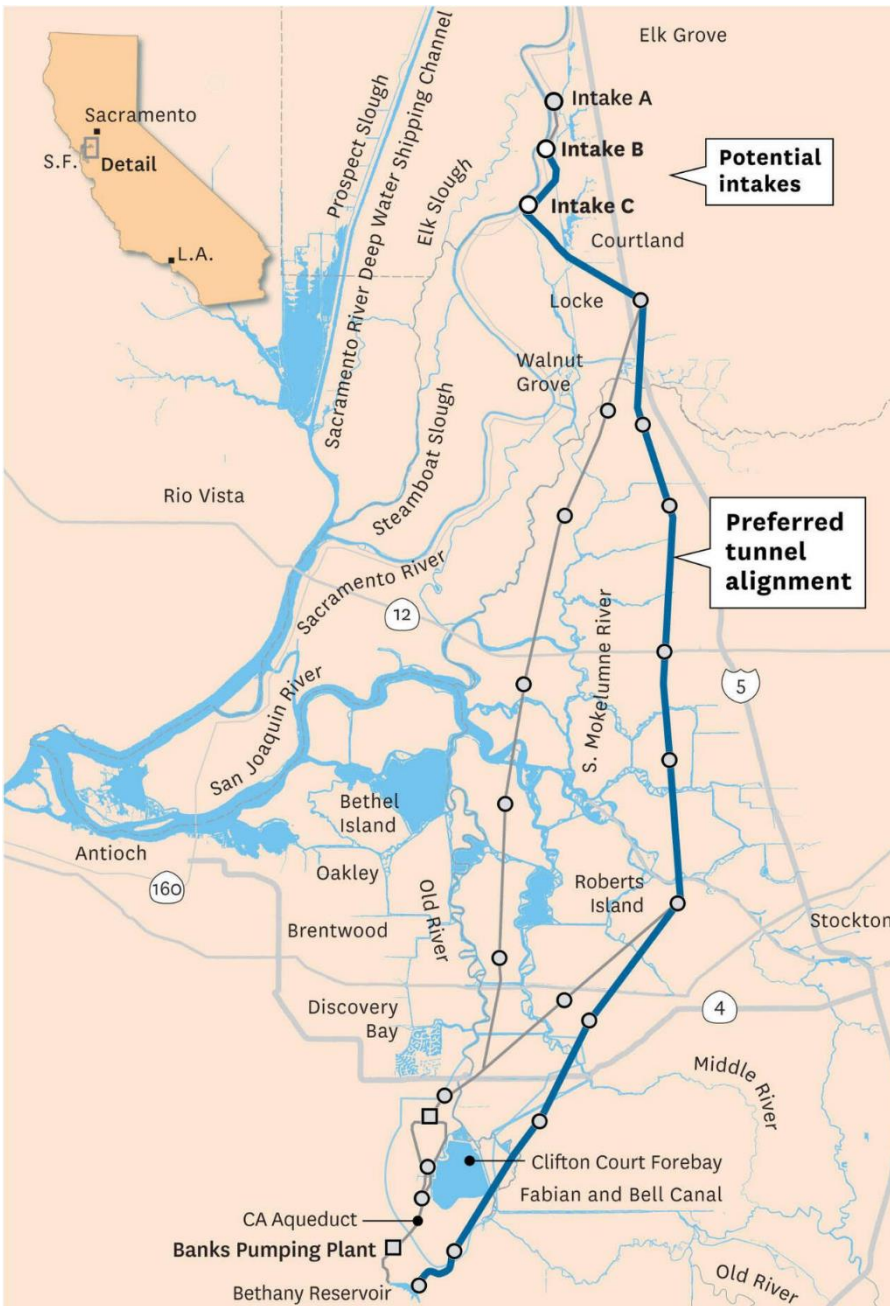 Elk Grove
Sacramento
S.F.
Detail
L.A.
Prospect Slough
Sacramento River Deep Water Shipping Channel
Elk Slough
Intake A
Intake B
Intake C
Potential
intakes
Courtland
Locke
Walnut
Grove
Steamboat Slough
Rio Vista
Sacramento River
12
Preferred
tunnel
alignment
S. Mokelumne River
5
San Joaquin River
Bethel
Island
Antioch
160
Oakley
Old River
Roberts
Island
Stockton
Brentwood
Discovery
Bay
4
Middle River
Clifton Court Forebay
Fabian and Bell Canal
CA Aqueduct
Banks Pumping Plant
Bethany Reservoir
Old River